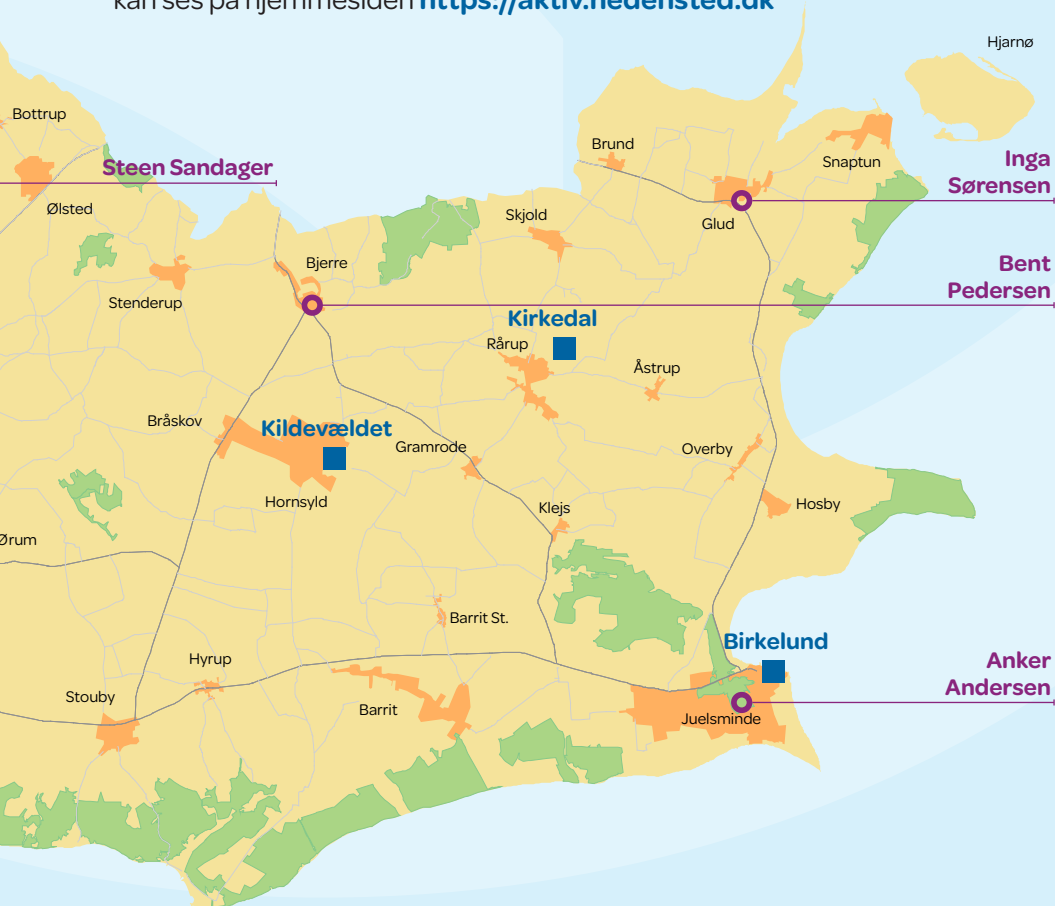 kan ses på hjemmesiden https://aktiv.hedensted.dk
Hjarnø
Bottrup
Brund
Snaptun
Steen Sandager
Inga
Sørensen
Ølsted
Skjold
Glud
Bjerre
Bent
Pedersen
Stenderup
Kirkedal
Rårup
Åstrup
Bråskov
Kildevældet
Gramrode
Overby
Hornsyld
Klejs
Hosby
Ørum
Barrit St.
Birkelund
Hyrup
Anker
Andersen
Stouby
Barrit
Juelsminde